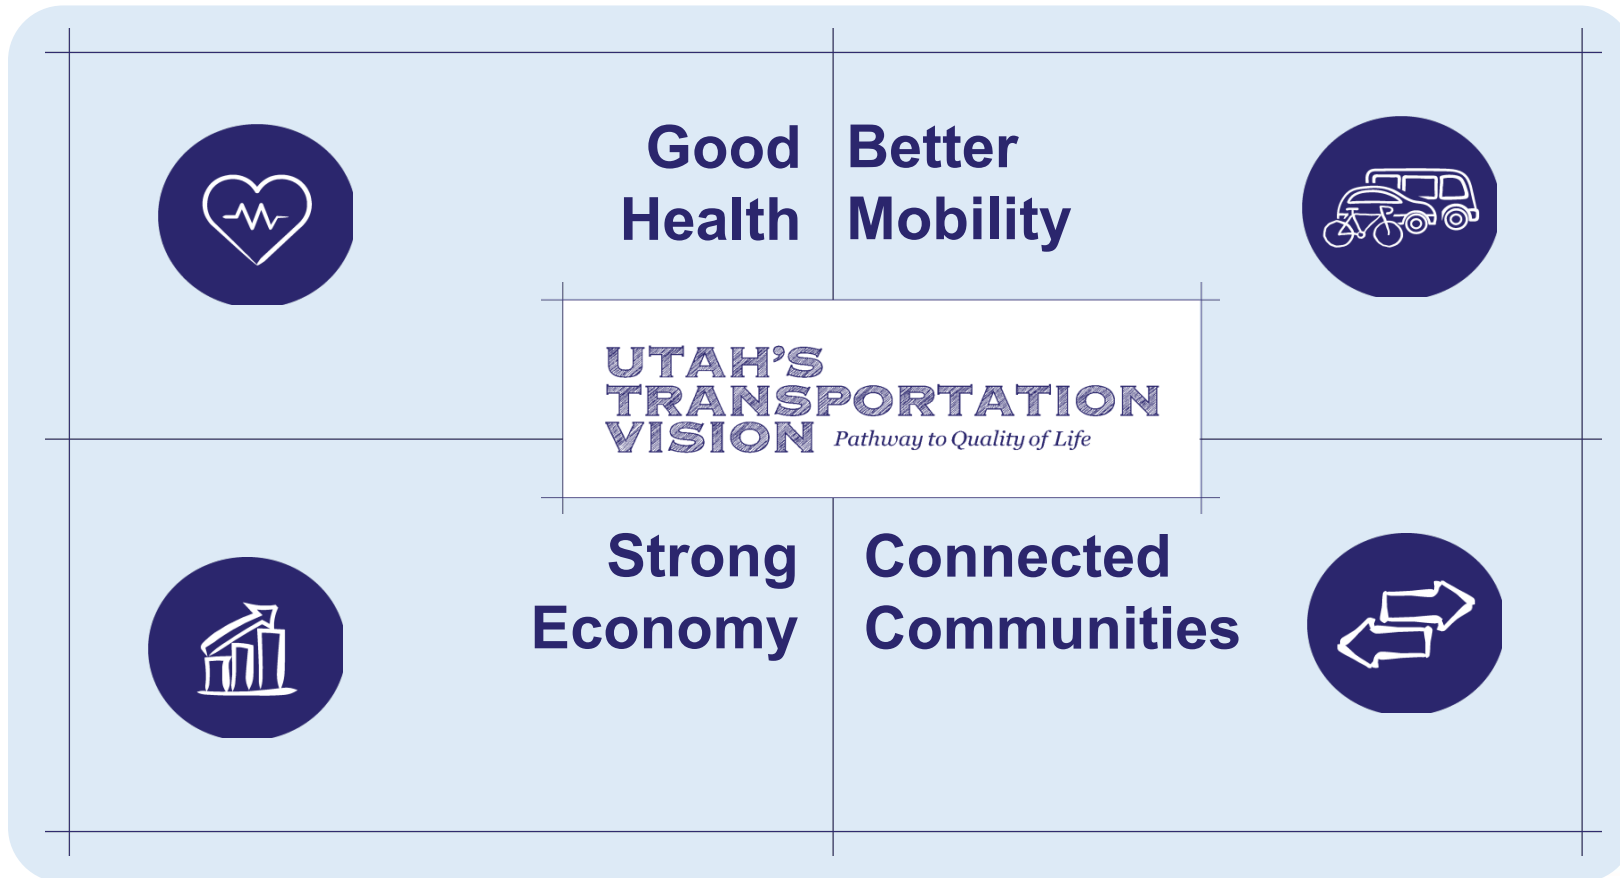 Good
Health
Better
Mobility
UTAH'S
TRANSPORTATION
VISION Pathway to Quality of Life
Strong
Economy
Connected
Communities